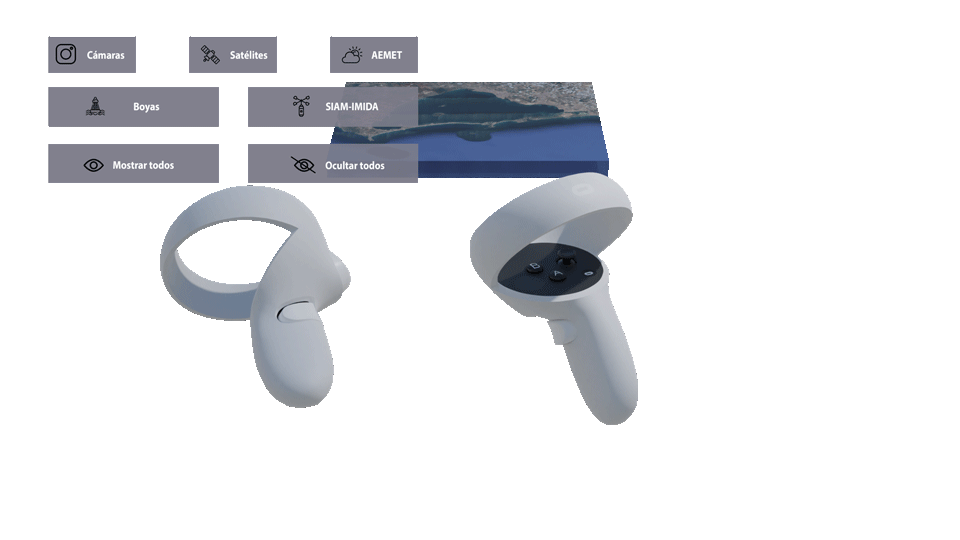 Cámaras
Satélites
AEMET
Boyas
SIAM-IMIDA
Mostrar todos
Ocultar todos
A